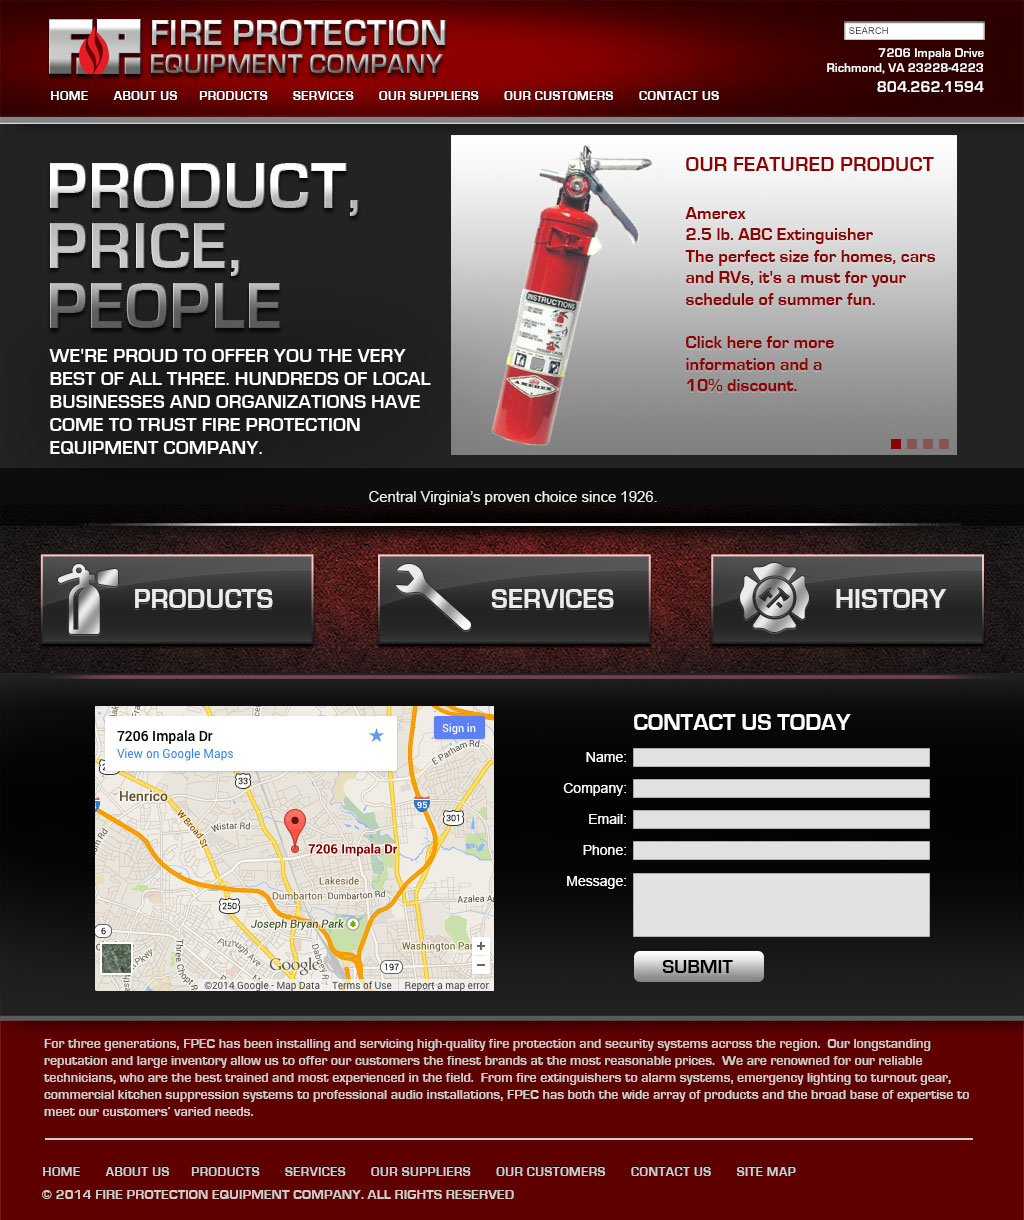 FP
FIRE PROTECTION
EQUIPMENT COMPANY
SEARCH
7206 Impala Drive
Richmond, VA 23228-4223
804.262.1594
HOME ABOUT US PRODUCTS SERVICES OUR SUPPLIERS OUR CUSTOMERS CONTACT US
PRODUCT,
PRICE,
PEOPLE
WE'RE PROUD TO OFFER YOU THE VERY
BEST OF ALL THREE. HUNDREDS OF LOCAL
BUSINESSES AND ORGANIZATIONS HAVE
COME TO TRUST FIRE PROTECTION
EQUIPMENT COMPANY.
INSTRUCTIONS
AMEREX
OUR FEATURED PRODUCT
Amerex
2.5 lb. ABC Extinguisher
The perfect size for homes, cars
and RVs, it's a must for your
schedule of summer fun.
Click here for more
information and a
10% discount.
Central Virginia's proven choice since 1926.
PRODUCTS
SERVICES
HISTORY
7206 Impala Dr
View on Google Maps
Sign in
E Parham Rd
33
Henrico
95
301
W Broad St
Wistar Rd
7206 Impala Dr
Lakeside
Dumbarton
Dumbarton Rd
Azalea A
250
Joseph Bryan Park
6
Fitzhugh Ave
Three Chopt Rd
Washington Par
+
−
Google
197
©2014 Google - Map Data
Terms of Use
Report a map error
CONTACT US TODAY
Name:
Company:
Email:
Phone:
Message:
SUBMIT
For three generations, FPEC has been installing and servicing high-quality fire protection and security systems across the region. Our longstanding
reputation and large inventory allow us to offer our customers the finest brands at the most reasonable prices. We are renowned for our reliable
technicians, who are the best trained and most experienced in the field. From fire extinguishers to alarm systems, emergency lighting to turnout gear,
commercial kitchen suppression systems to professional audio installations, FPEC has both the wide array of products and the broad base of expertise to
meet our customers' varied needs.
HOME ABOUT US PRODUCTS SERVICES OUR SUPPLIERS OUR CUSTOMERS CONTACT US SITE MAP
© 2014 FIRE PROTECTION EQUIPMENT COMPANY. ALL RIGHTS RESERVED